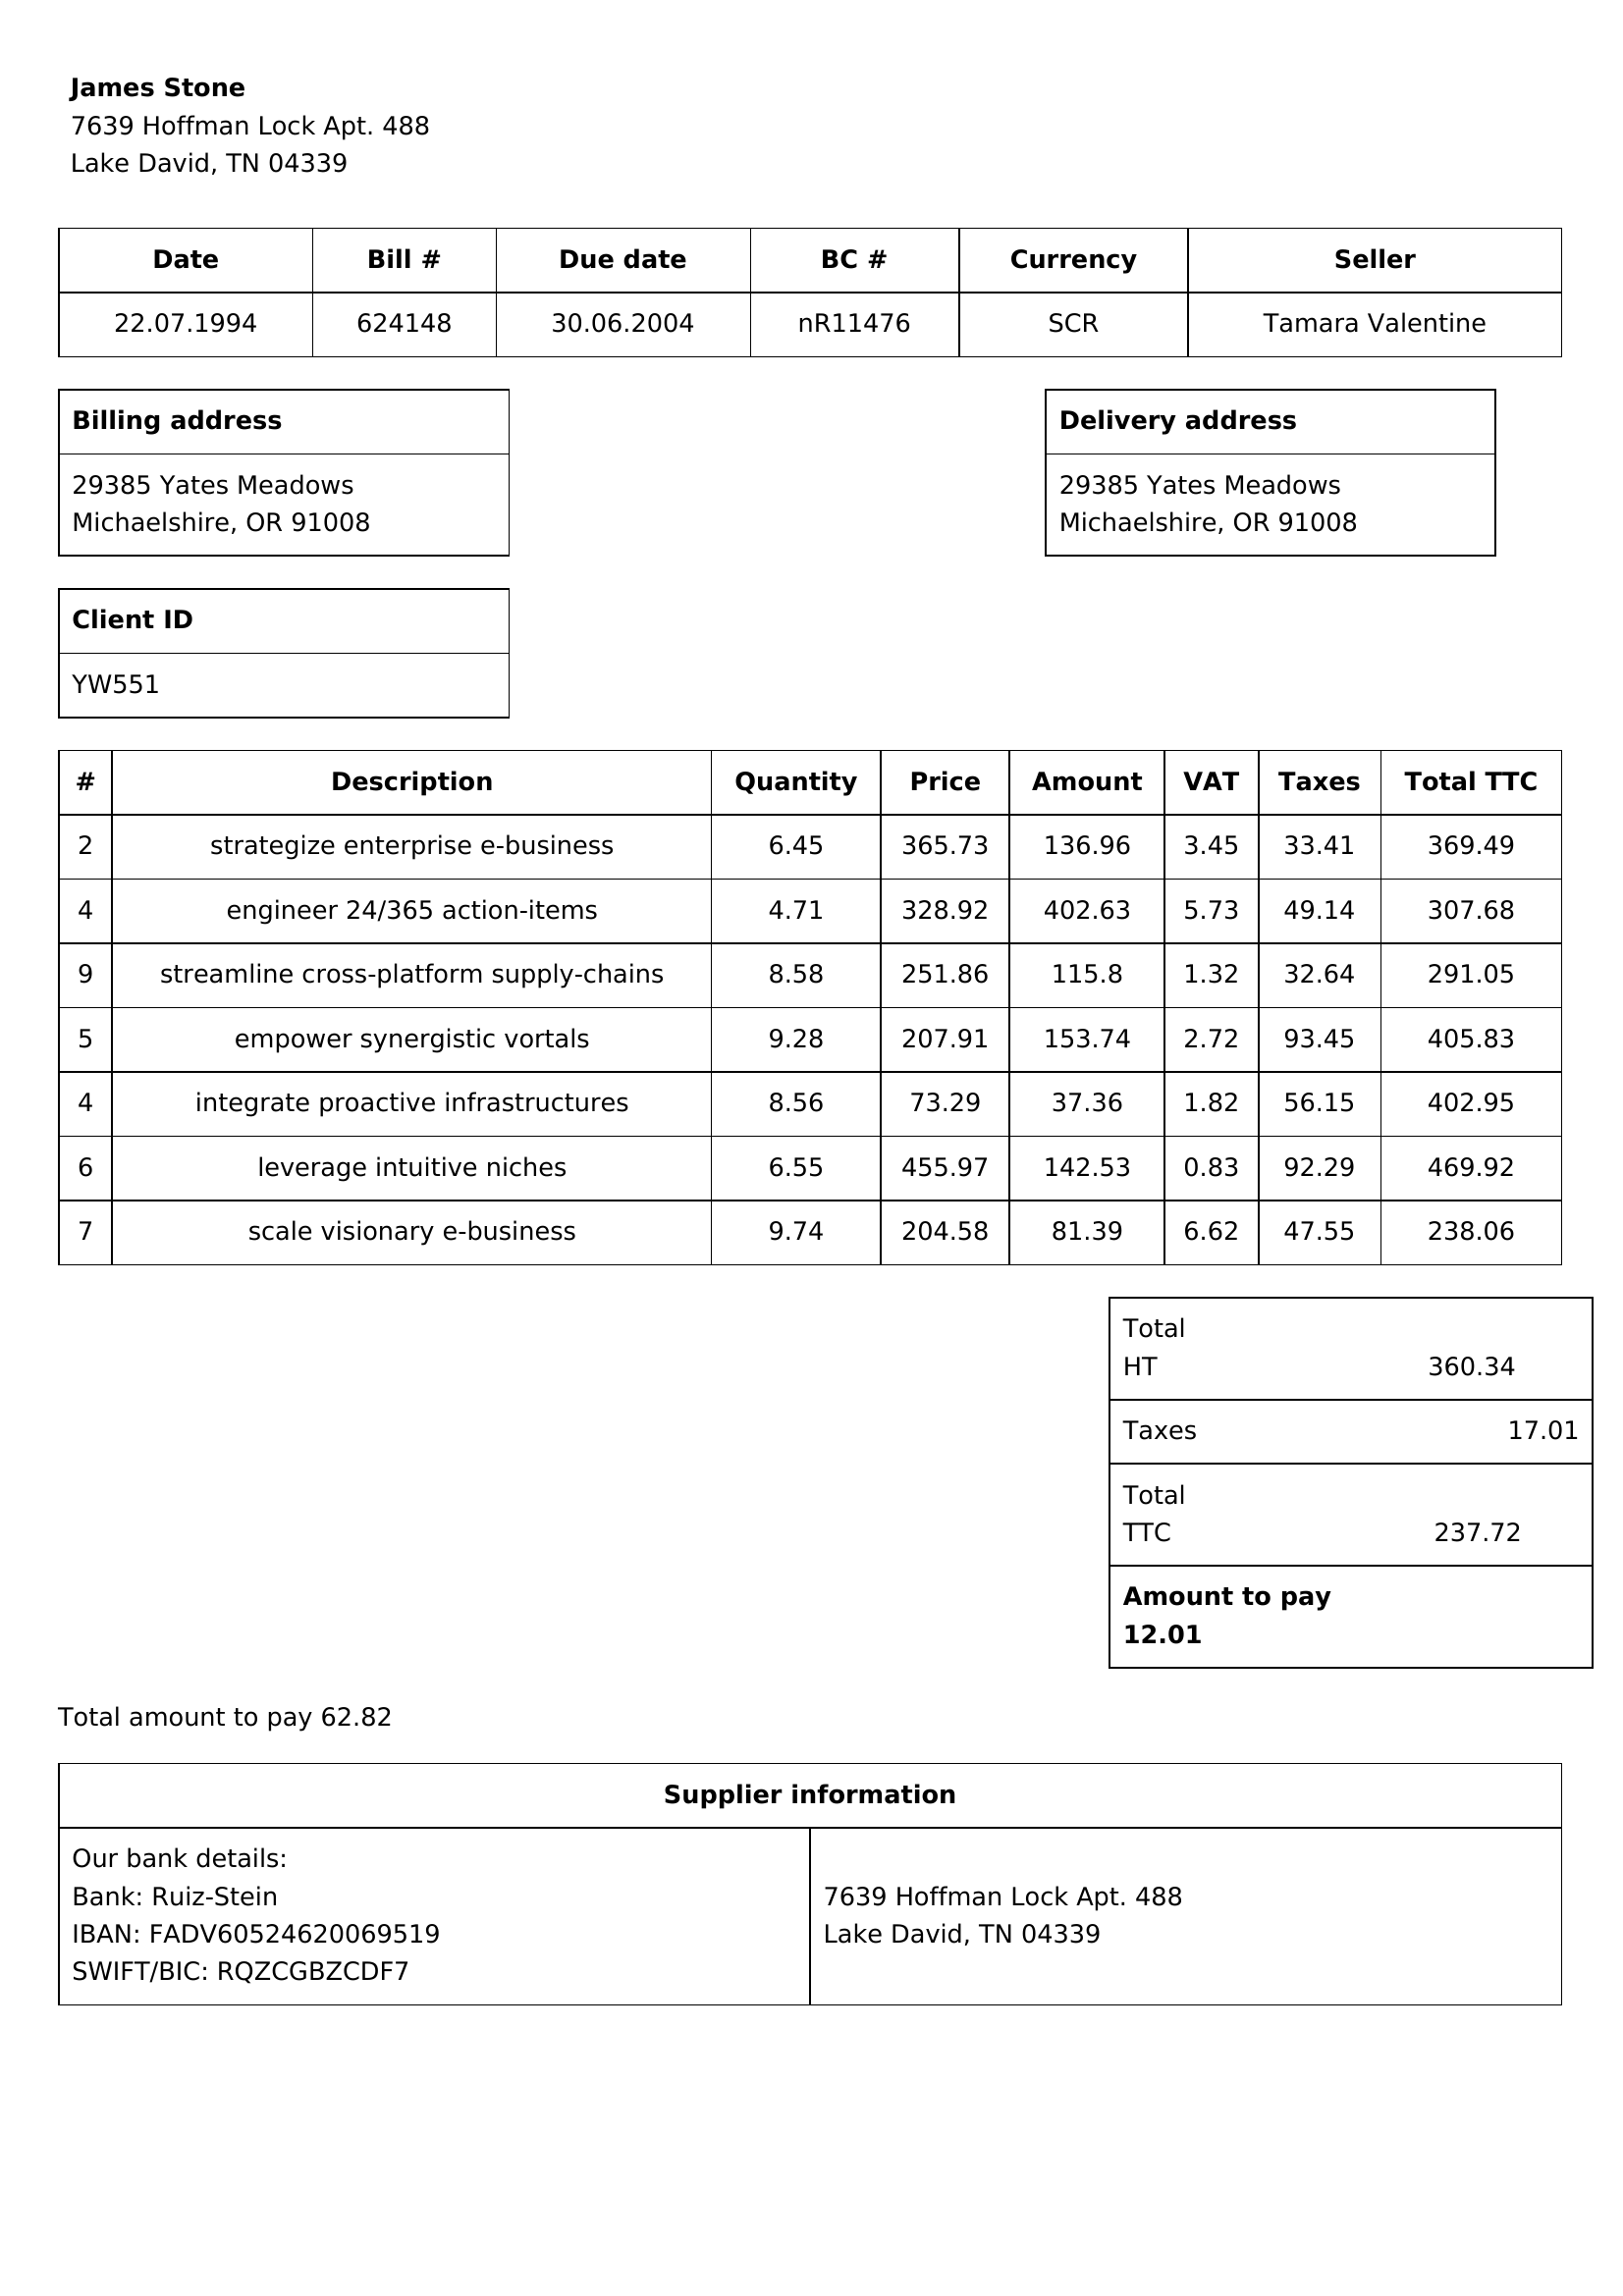 James Stone
7639 Hoffman Lock Apt. 488
Lake David, TN 04339
Date Bill # Due date BC # Currency Seller
22.07.1994 624148 30.06.2004 nR11476 SCR Tamara Valentine
Billing address
29385 Yates Meadows
Michaelshire, OR 91008
Delivery address
29385 Yates Meadows
Michaelshire, OR 91008
Client ID
YW551
# Description Quantity Price Amount VAT Taxes Total TTC
2 strategize enterprise e-business 6.45 365.73 136.96 3.45 33.41 369.49
4 engineer 24/365 action-items 4.71 328.92 402.63 5.73 49.14 307.68
9 streamline cross-platform supply-chains 8.58 251.86 115.8 1.32 32.64 291.05
5 empower synergistic vortals 9.28 207.91 153.74 2.72 93.45 405.83
4 integrate proactive infrastructures 8.56 73.29 37.36 1.82 56.15 402.95
6 leverage intuitive niches 6.55 455.97 142.53 0.83 92.29 469.92
7 scale visionary e-business 9.74 204.58 81.39 6.62 47.55 238.06
Total
HT 360.34
Taxes 17.01
Total
TTC 237.72
Amount to pay
12.01
Total amount to pay 62.82
Supplier information
Our bank details:
Bank: Ruiz-Stein
IBAN: FADV60524620069519
SWIFT/BIC: RQZCGBZCDF7
7639 Hoffman Lock Apt. 488
Lake David, TN 04339